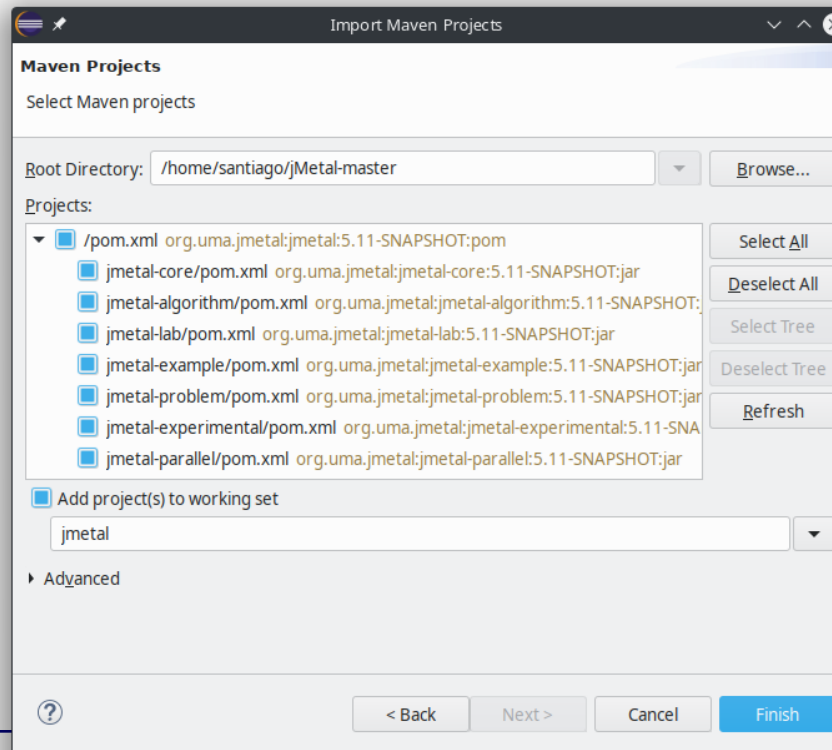 Import Maven Projects
Maven Projects
Select Maven projects
Root Directory: /home/santiago/jMetal-master Browse...
Projects:
/pom.xml org.uma.jmetal:jmetal:5.11-SNAPSHOT:pom
jmetal-core/pom.xml org.uma.jmetal:jmetal-core:5.11-SNAPSHOT:jar
jmetal-algorithm/pom.xml org.uma.jmetal:jmetal-algorithm:5.11-SNAPSHOT:
jmetal-lab/pom.xml org.uma.jmetal:jmetal-lab:5.11-SNAPSHOT:jar
jmetal-example/pom.xml org.uma.jmetal:jmetal-example:5.11-SNAPSHOT:jar
jmetal-problem/pom.xml org.uma.jmetal:jmetal-problem:5.11-SNAPSHOT:jar
jmetal-experimental/pom.xml org.uma.jmetal:jmetal-experimental:5.11-SNA
jmetal-parallel/pom.xml org.uma.jmetal:jmetal-parallel:5.11-SNAPSHOT:jar
Select All
Deselect All
Select Tree
Deselect Tree
Refresh
Add project(s) to working set
jmetal
Advanced
? < Back Next > Cancel Finish